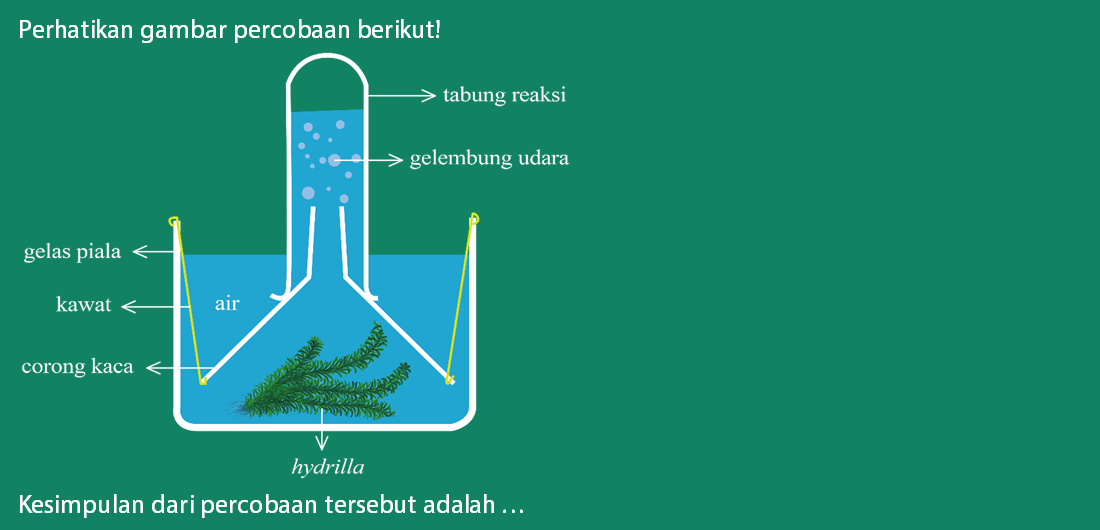 Perhatikan gambar percobaan berikut!
tabung reaksi
gelembung udara
gelas piala
kawat
air
corong kaca
hydrilla
Kesimpulan dari percobaan tersebut adalah ...